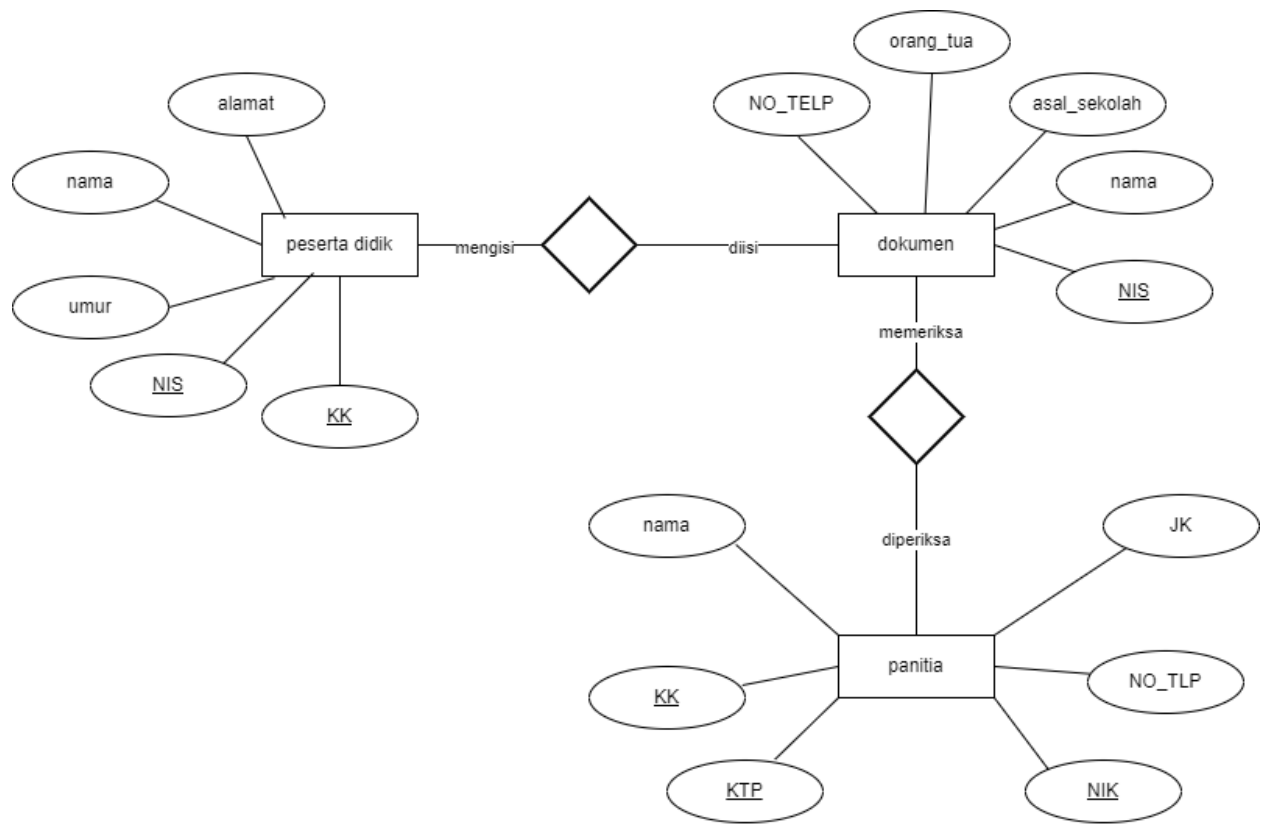 orang_tua
alamat
NO_TELP
asal_sekolah
nama
nama
peserta didik
mengisi
diisi
dokumen
umur
NIS
memeriksa
NIS
KK
nama
diperiksa
JK
panitia
KK
NO_TLP
KTP
NIK